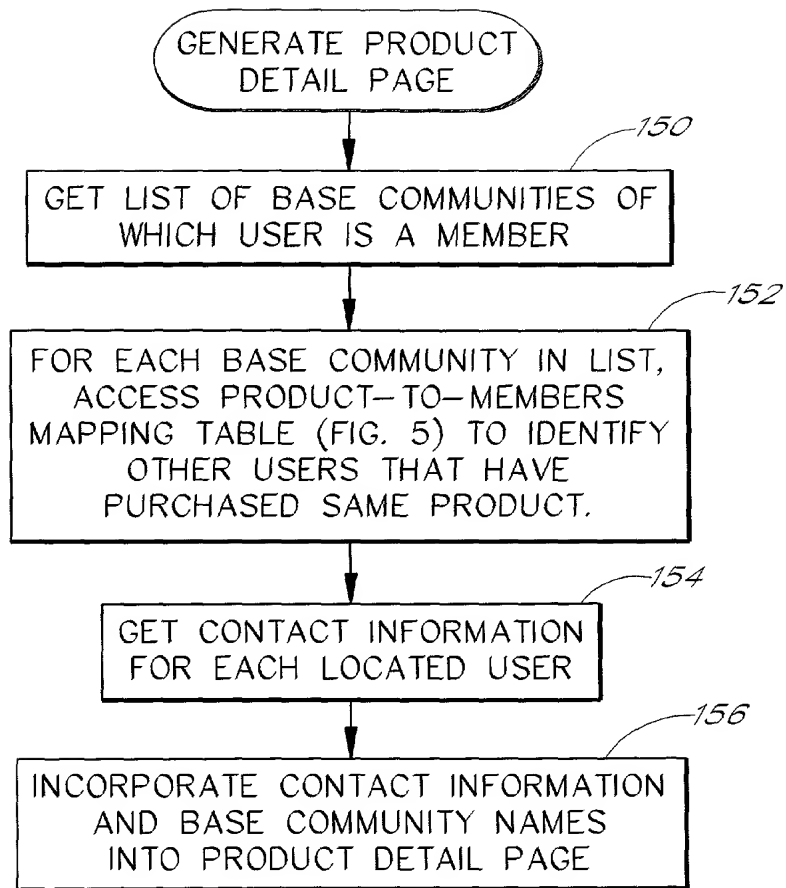 GENERATE PRODUCT
DETAIL PAGE
150
GET LIST OF BASE COMMUNITIES OF
WHICH USER IS A MEMBER
152
FOR EACH BASE COMMUNITY IN LIST,
ACCESS PRODUCT-TO-MEMBERS
MAPPING TABLE (FIG. 5) TO IDENTIFY
OTHER USERS THAT HAVE
PURCHASED SAME PRODUCT.
154
GET CONTACT INFORMATION
FOR EACH LOCATED USER
156
INCORPORATE CONTACT INFORMATION
AND BASE COMMUNITY NAMES
INTO PRODUCT DETAIL PAGE